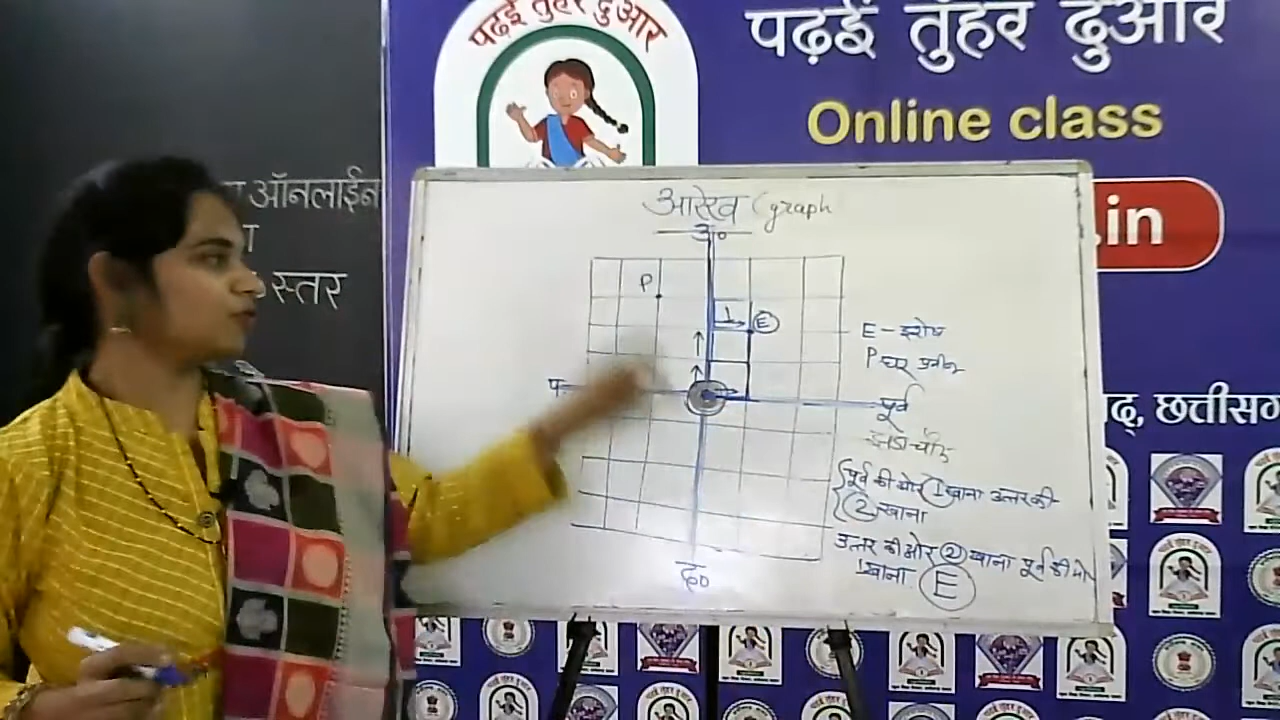 पढ़ई तुंहर दुआर
पढ़ईं तुंहर दुआर
Online class
.in
ऑनलाईन
स्तर
आरेख (graph
उ०
P
1
E
E -
P घर
प
पूर्व
पूर्व की ओर 1 खाना उत्तर की
2 खाना
उत्तर की ओर 2 खाना पूर्व की ओ
1 खाना E
द०
द, छत्तीसग